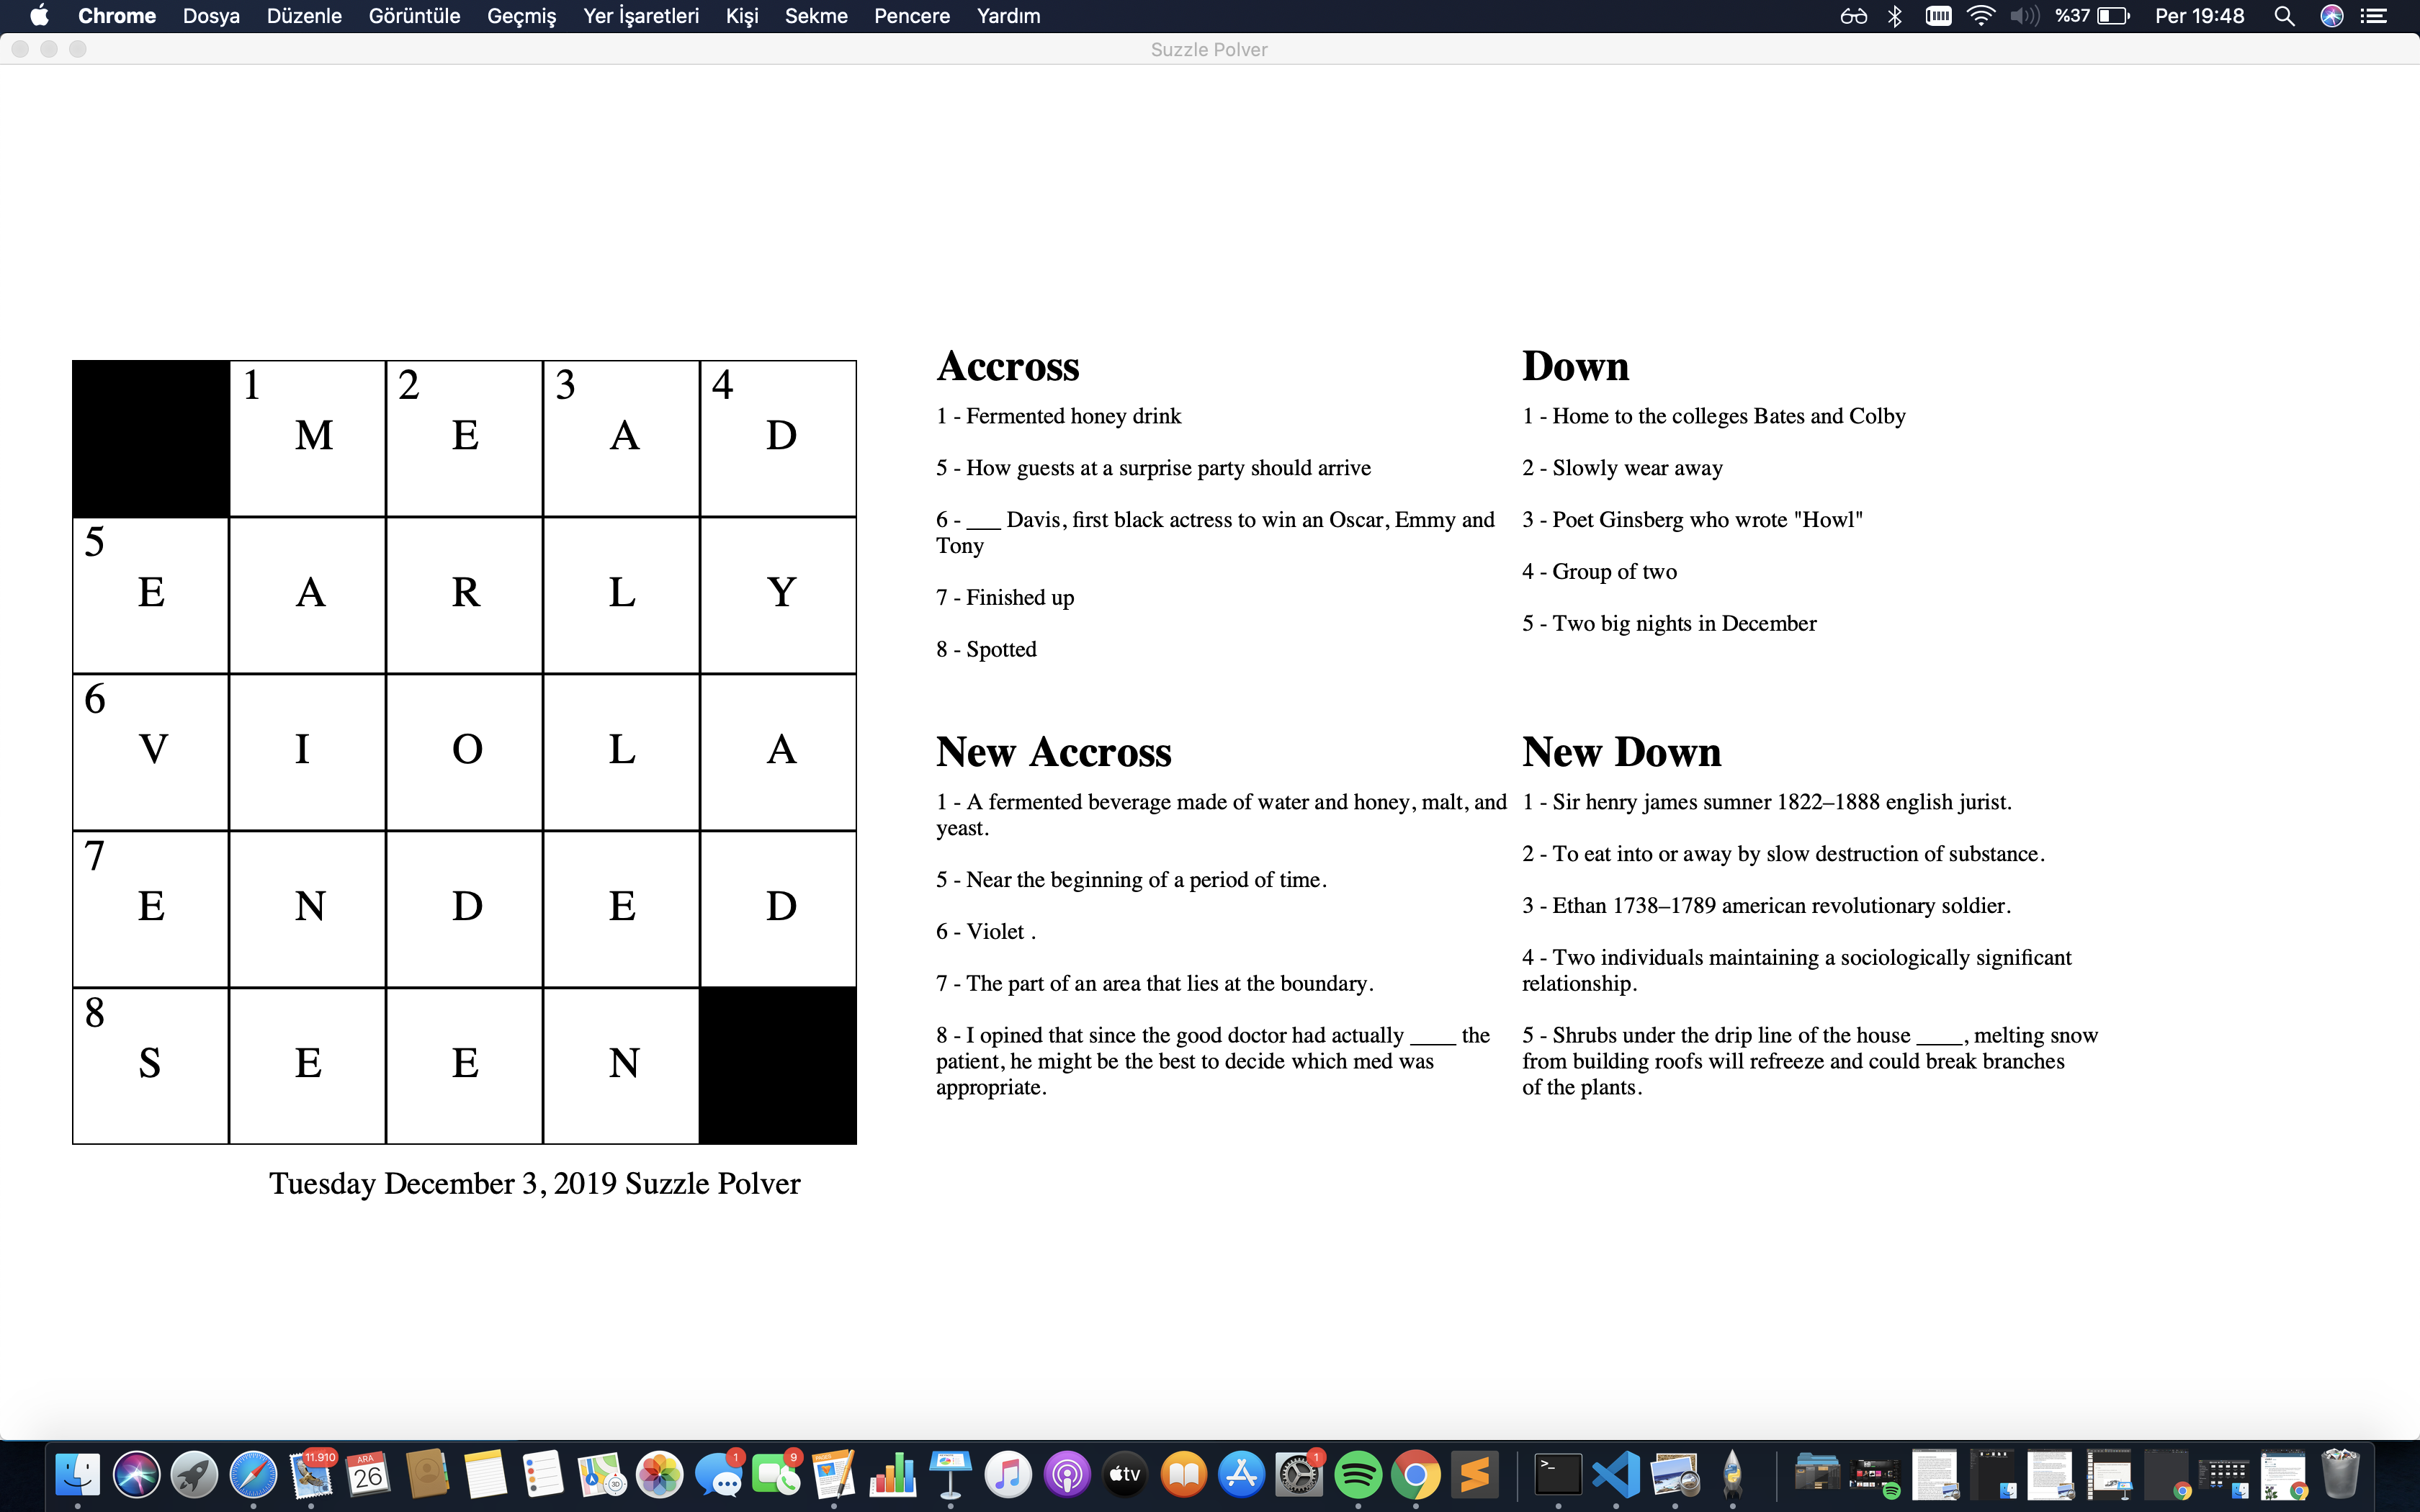 Chrome Dosya Düzenle Görüntüle Geçmiş Yer İşaretleri Kişi Sekme Pencere Yardım %37 Per 19:48
Suzzle Polver
1 2 3 4
M E A D
5
E A R L Y
6
V I O L A
7
E N D E D
8
S E E N
Tuesday December 3, 2019 Suzzle Polver
Accross
1 - Fermented honey drink
5 - How guests at a surprise party should arrive
6 - ___ Davis, first black actress to win an Oscar, Emmy and
Tony
7 - Finished up
8 - Spotted
Down
1 - Home to the colleges Bates and Colby
2 - Slowly wear away
3 - Poet Ginsberg who wrote "Howl"
4 - Group of two
5 - Two big nights in December
New Accross
1 - A fermented beverage made of water and honey, malt, and
yeast.
5 - Near the beginning of a period of time.
6 - Violet .
7 - The part of an area that lies at the boundary.
8 - I opined that since the good doctor had actually ____ the
patient, he might be the best to decide which med was
appropriate.
New Down
1 - Sir henry james sumner 1822–1888 english jurist.
2 - To eat into or away by slow destruction of substance.
3 - Ethan 1738–1789 american revolutionary soldier.
4 - Two individuals maintaining a sociologically significant
relationship.
5 - Shrubs under the drip line of the house ____, melting snow
from building roofs will refreeze and could break branches
of the plants.
11.910 ARA 26 1 9 tv 1